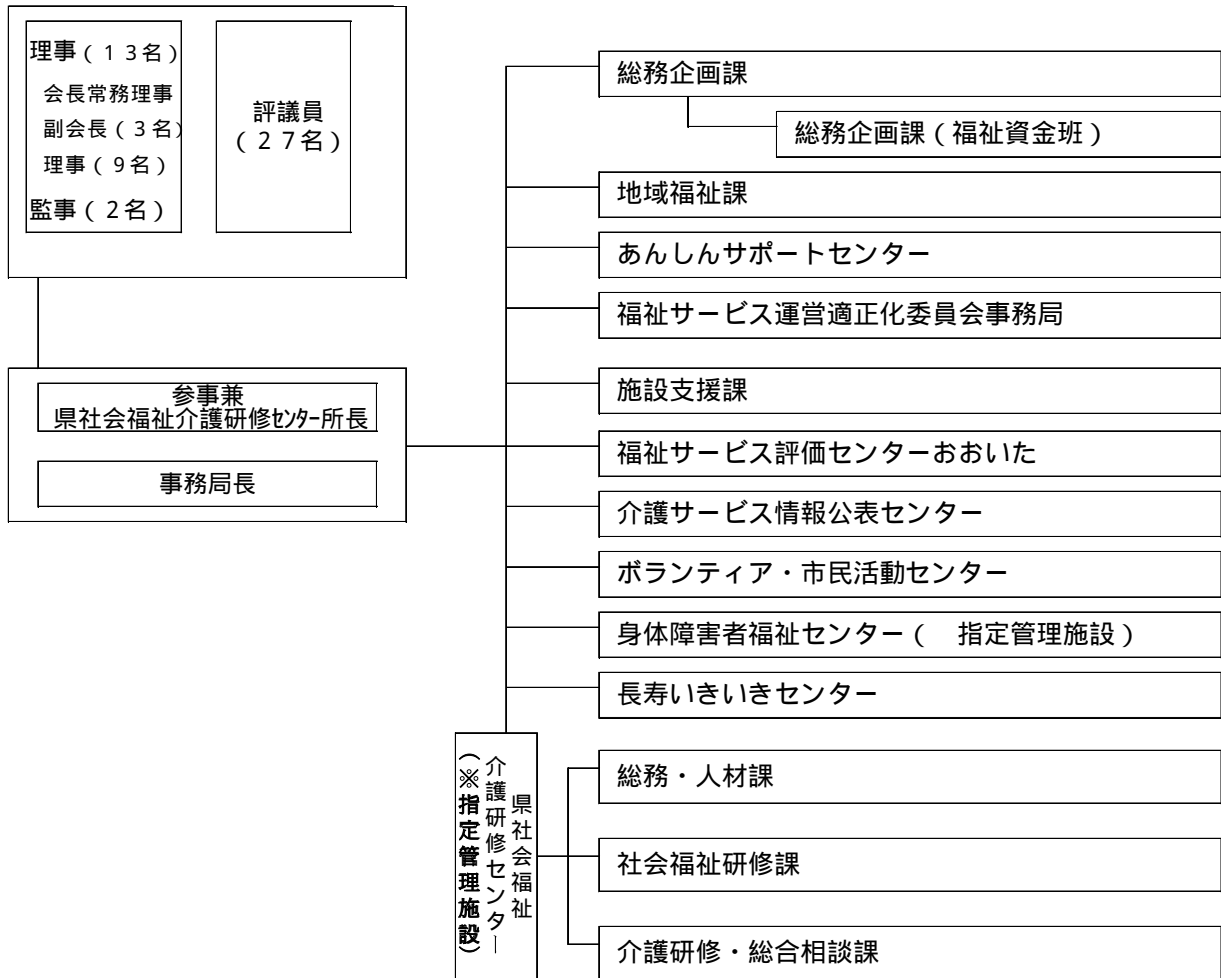 理事（１３名）
会長常務理事
副会長（３名）
理事（９名）
監事（２名）
評議員
（２７名）
参事兼
県社会福祉介護研修ｾﾝﾀｰ所長
事務局長
総務企画課
総務企画課（福祉資金班）
地域福祉課
あんしんサポートセンター
福祉サービス運営適正化委員会事務局
施設支援課
福祉サービス評価センターおおいた
介護サービス情報公表センター
ボランティア・市民活動センター
身体障害者福祉センター（　指定管理施設）
長寿いきいきセンター
県社会福祉
介護研修センター
（※指定管理施設）
総務・人材課
社会福祉研修課
介護研修・総合相談課